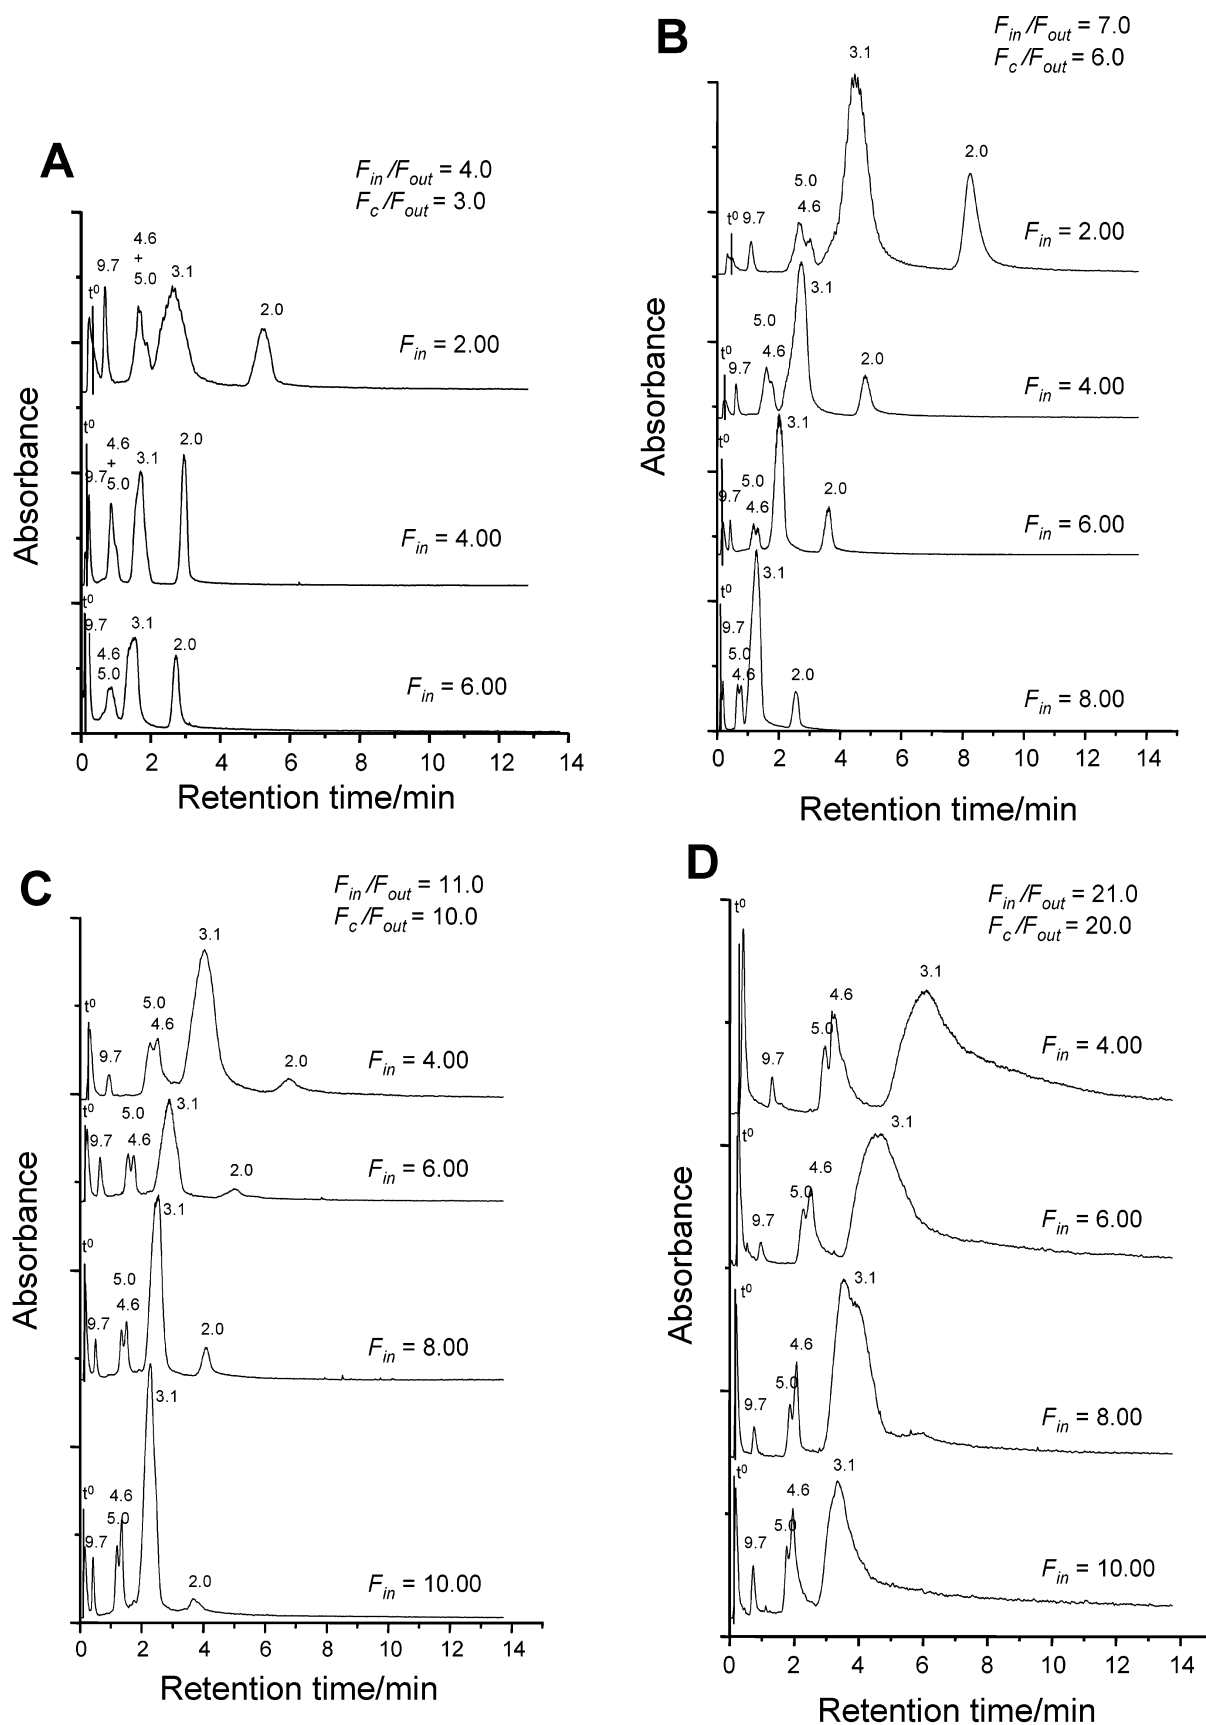 A
F_in /F_out = 4.0
F_c /F_out = 3.0
Absorbance
t⁰
9.7
4.6
+
5.0
3.1
2.0
F_in = 2.00
t⁰
9.7
4.6
+
5.0
3.1
2.0
F_in = 4.00
t⁰
9.7
4.6
5.0
3.1
2.0
F_in = 6.00
0 2 4 6 8 10 12 14
Retention time/min
B
F_in /F_out = 7.0
F_c /F_out = 6.0
Absorbance
t⁰ 9.7
5.0
4.6
3.1
2.0
F_in = 2.00
t⁰
9.7
5.0
4.6
3.1
2.0
F_in = 4.00
t⁰
9.7
5.0
4.6
3.1
2.0
F_in = 6.00
t⁰
9.7
5.0
4.6
3.1
2.0
F_in = 8.00
0 2 4 6 8 10 12 14
Retention time/min
C
F_in /F_out = 11.0
F_c /F_out = 10.0
Absorbance
t⁰
9.7
5.0
4.6
3.1
2.0
F_in = 4.00
t⁰
9.7
5.0
4.6
3.1
2.0
F_in = 6.00
t⁰
9.7
5.0
4.6
3.1
2.0
F_in = 8.00
t⁰
9.7
4.6
5.0
3.1
2.0
F_in = 10.00
0 2 4 6 8 10 12 14
Retention time/min
D
F_in /F_out = 21.0
F_c /F_out = 20.0
Absorbance
t⁰
9.7
5.0
4.6
3.1
F_in = 4.00
t⁰
9.7
5.0
4.6
3.1
F_in = 6.00
t⁰
9.7
5.0
4.6
3.1
F_in = 8.00
t⁰
9.7
5.0
4.6
3.1
F_in = 10.00
0 2 4 6 8 10 12 14
Retention time/min